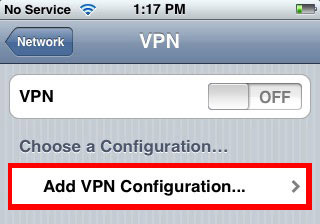 No Service 1:17 PM
Network VPN
VPN OFF
Choose a Configuration...
Add VPN Configuration...